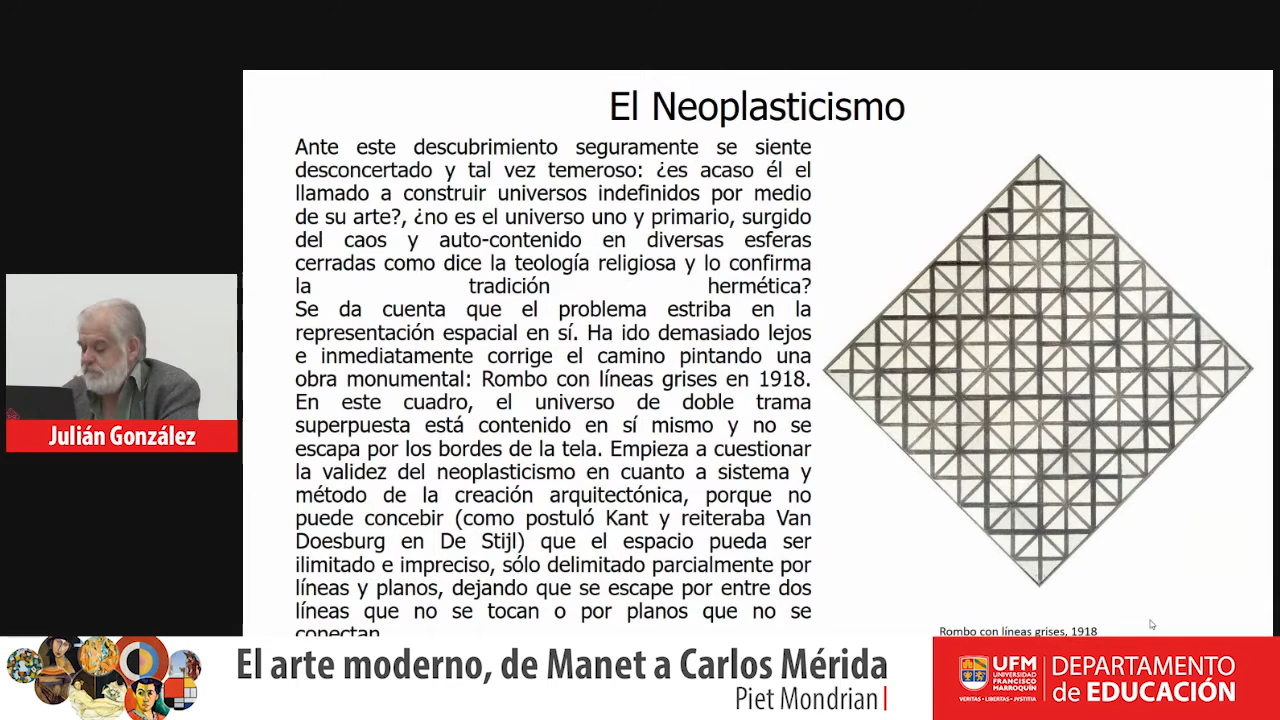 El Neoplasticismo
Ante este descubrimiento seguramente se siente
desconcertado y tal vez temeroso: ¿es acaso él el
llamado a construir universos indefinidos por medio
de su arte?, ¿no es el universo uno y primario, surgido
del caos y auto-contenido en diversas esferas
cerradas como dice la teología religiosa y lo confirma
la tradición hermética?
Se da cuenta que el problema estriba en la
representación espacial en sí. Ha ido demasiado lejos
e inmediatamente corrige el camino pintando una
obra monumental: Rombo con líneas grises en 1918.
En este cuadro, el universo de doble trama
superpuesta está contenido en sí mismo y no se
escapa por los bordes de la tela. Empieza a cuestionar
la validez del neoplasticismo en cuanto a sistema y
método de la creación arquitectónica, porque no
puede concebir (como postuló Kant y reiteraba Van
Doesburg en De Stijl) que el espacio pueda ser
ilimitado e impreciso, sólo delimitado parcialmente por
líneas y planos, dejando que se escape por entre dos
líneas que no se tocan o por planos que no se
conectan
Rombo con líneas grises, 1918
Julián González
El arte moderno, de Manet a Carlos Mérida
Piet Mondrian
UFM
UNIVERSIDAD
FRANCISCO
MARROQUÍN
VERITAS • LIBERTAS • JVSTITIA
DEPARTAMENTO
de EDUCACIÓN